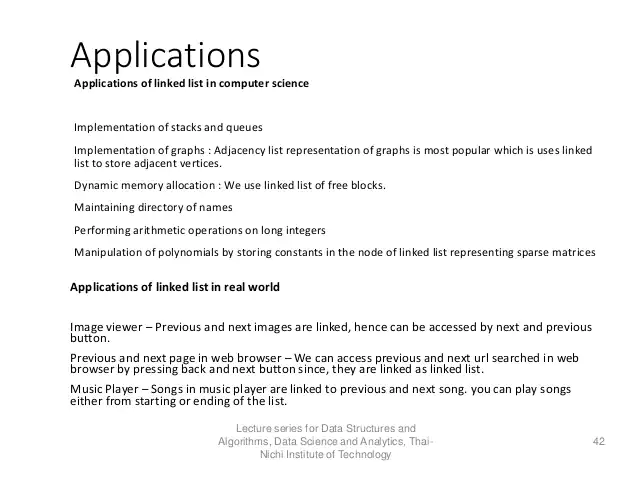 Applications
Applications of linked list in computer science
Implementation of stacks and queues
Implementation of graphs : Adjacency list representation of graphs is most popular which is uses linked
list to store adjacent vertices.
Dynamic memory allocation : We use linked list of free blocks.
Maintaining directory of names
Performing arithmetic operations on long integers
Manipulation of polynomials by storing constants in the node of linked list representing sparse matrices
Applications of linked list in real world
Image viewer – Previous and next images are linked, hence can be accessed by next and previous
button.
Previous and next page in web browser – We can access previous and next url searched in web
browser by pressing back and next button since, they are linked as linked list.
Music Player – Songs in music player are linked to previous and next song. you can play songs
either from starting or ending of the list.
Lecture series for Data Structures and
Algorithms, Data Science and Analytics, Thai-
Nichi Institute of Technology
42